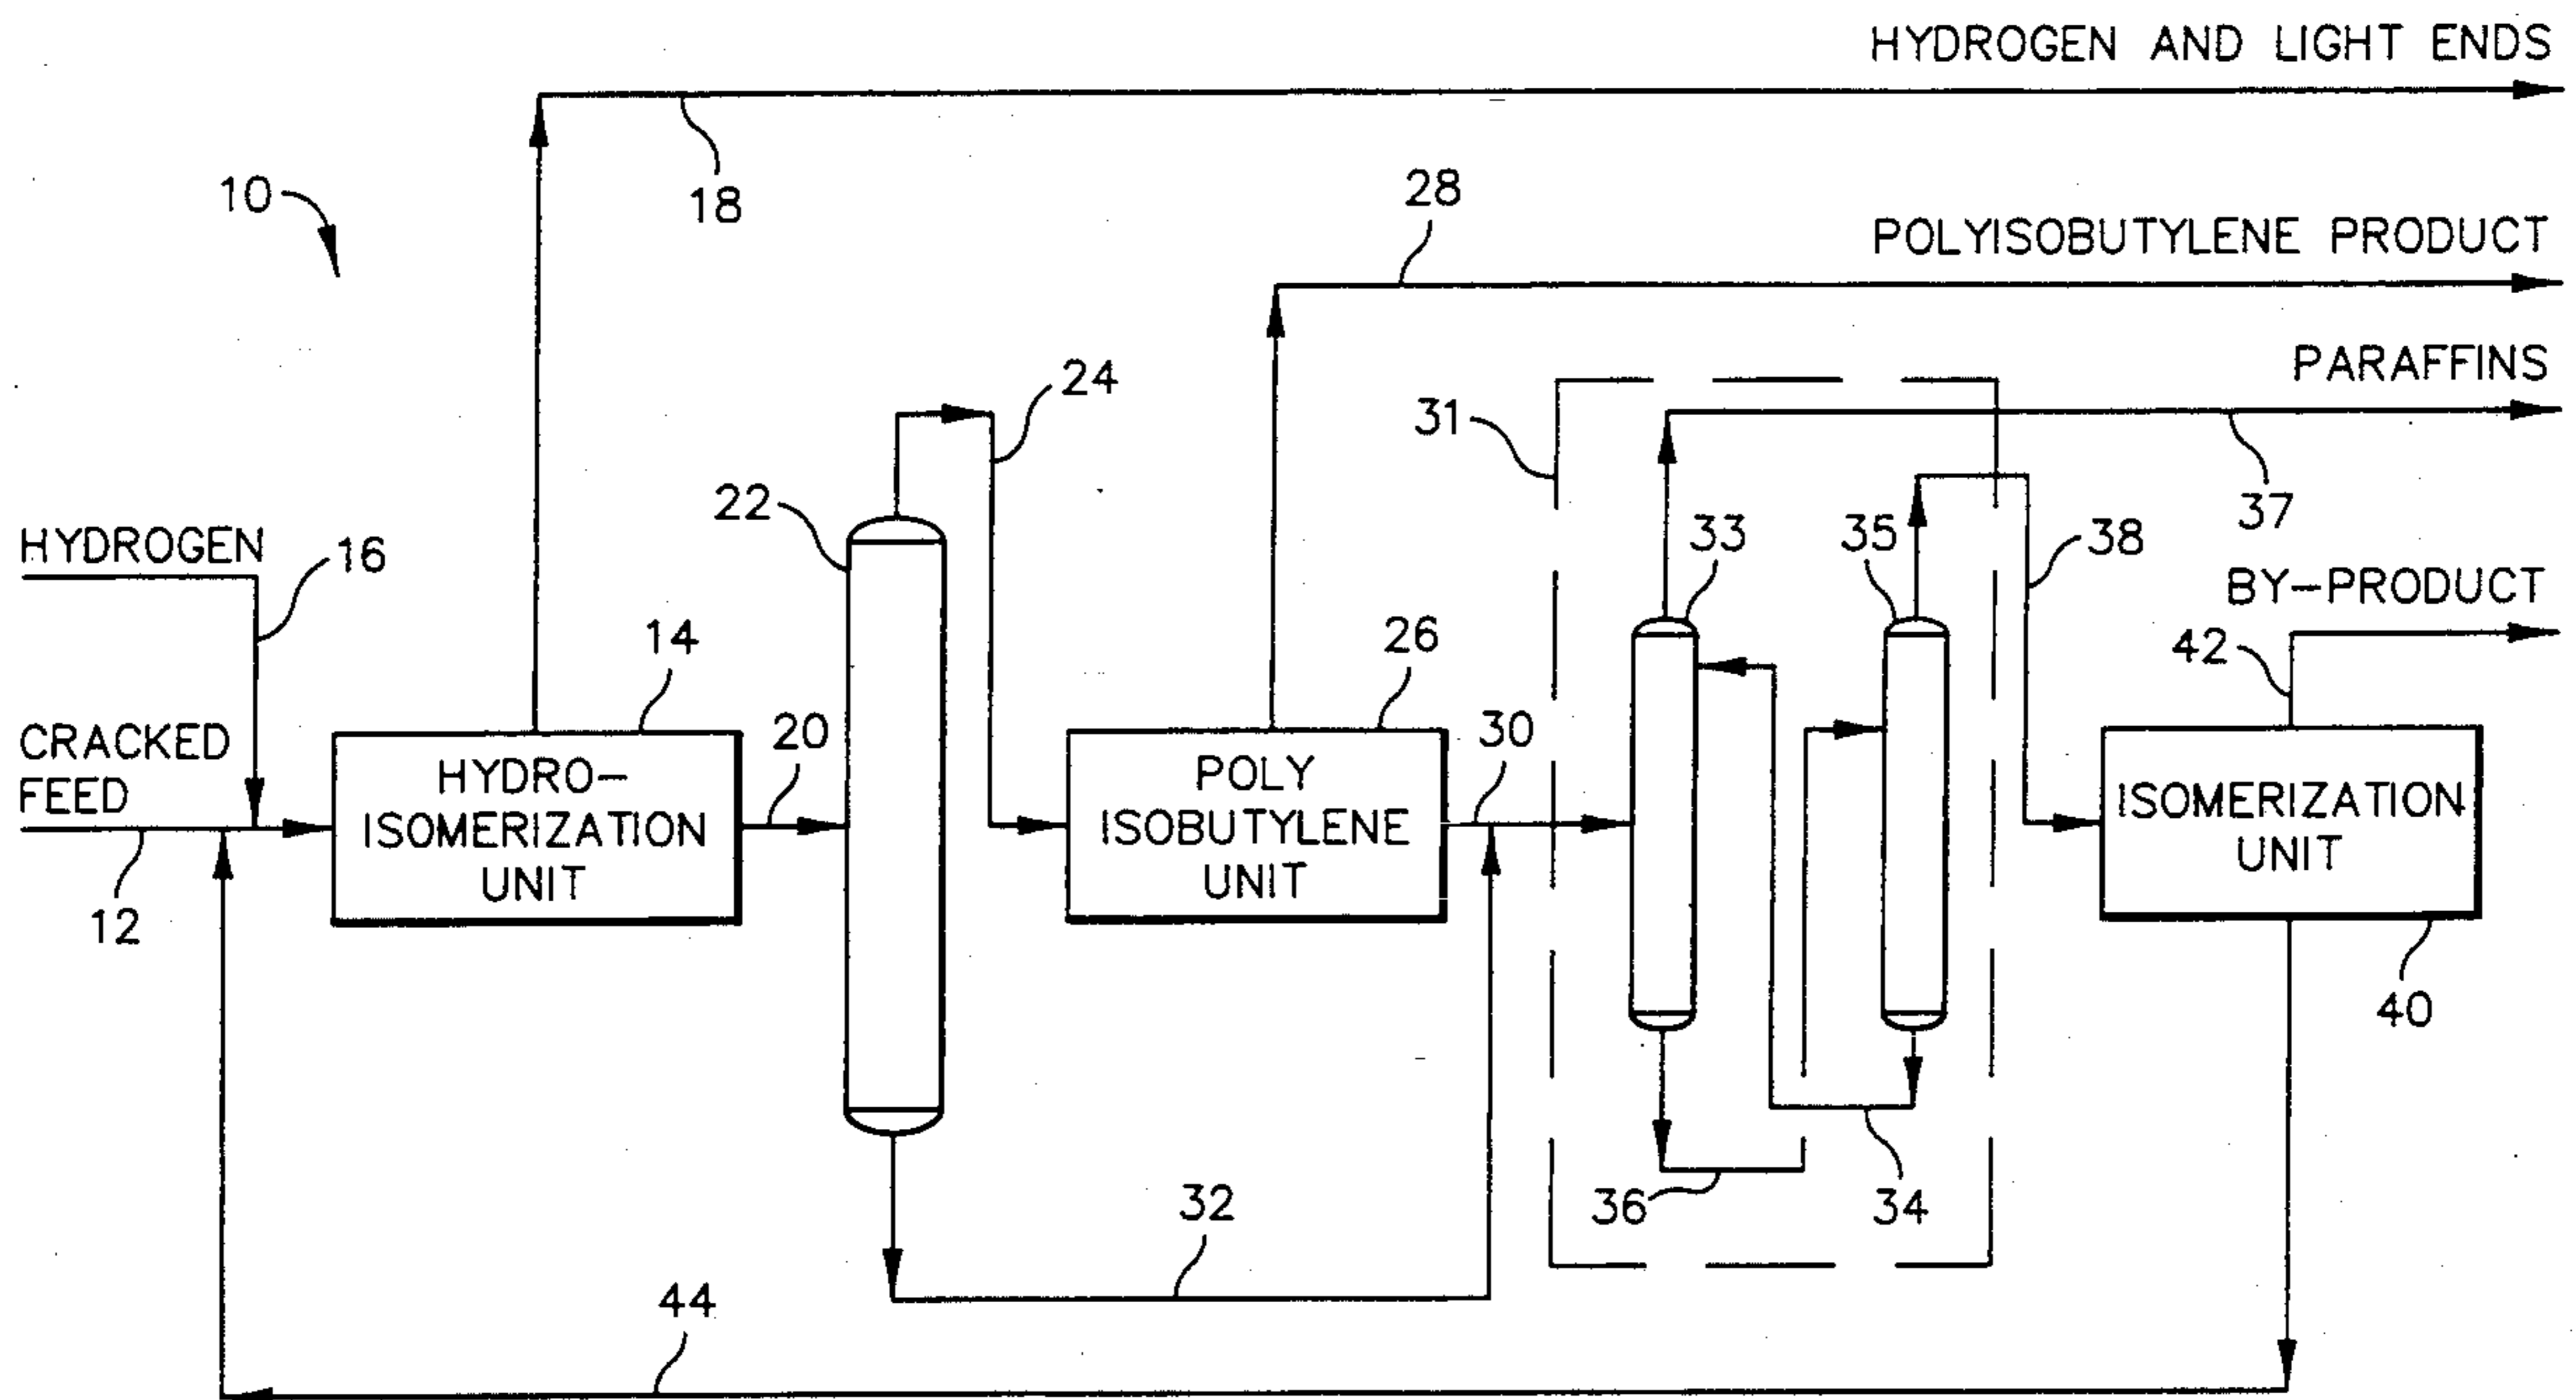 HYDROGEN AND LIGHT ENDS
18
10
28
POLYISOBUTYLENE PRODUCT
PARAFFINS
24
31
37
22
33
35
38
HYDROGEN
16
BY-PRODUCT
14
26
42
CRACKED
FEED
20
30
HYDRO-
ISOMERIZATION
UNIT
POLY
ISOBUTYLENE
UNIT
ISOMERIZATION
UNIT
12
40
36
34
32
44